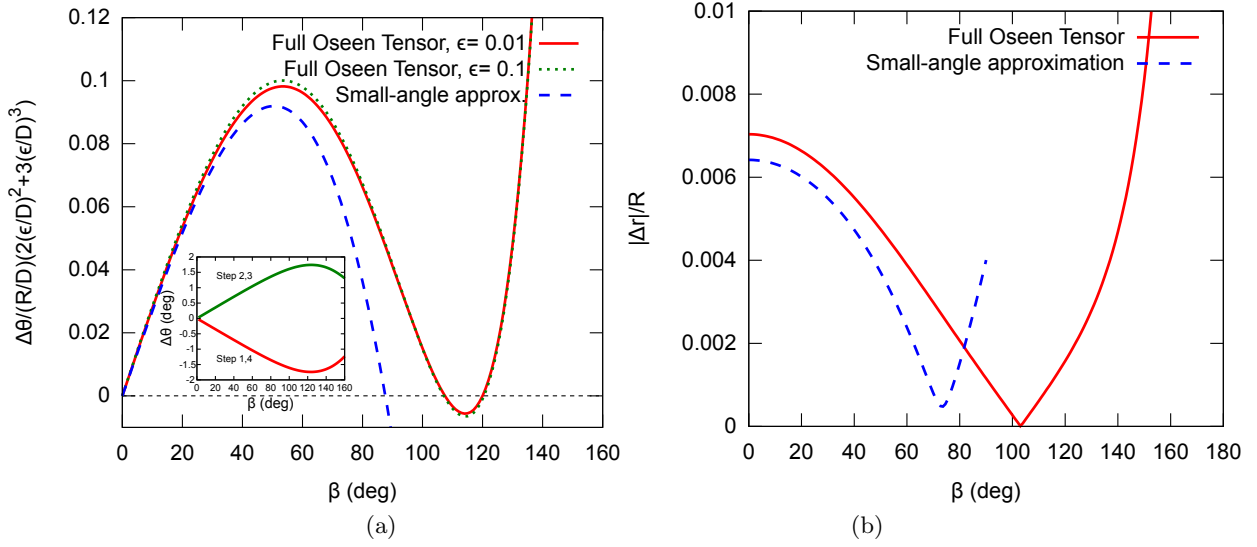 Δθ/(R/D)(2(ϵ/D)²+3(ϵ/D)³)
0.12
0.1
0.08
0.06
0.04
0.02
0
Full Oseen Tensor, ϵ= 0.01
Full Oseen Tensor, ϵ= 0.1
Small-angle approx.
Δθ (deg)
2
1.5
1
0.5
0
-0.5
-1
-1.5
-2
Step 2,3
Step 1,4
0 20 40 60 80 100 120 140 160
β (deg)
0 20 40 60 80 100 120 140 160
β (deg)
(a)
|Δr|/R
0.01
0.008
0.006
0.004
0.002
0
Full Oseen Tensor
Small-angle approximation
0 20 40 60 80 100 120 140 160 180
β (deg)
(b)